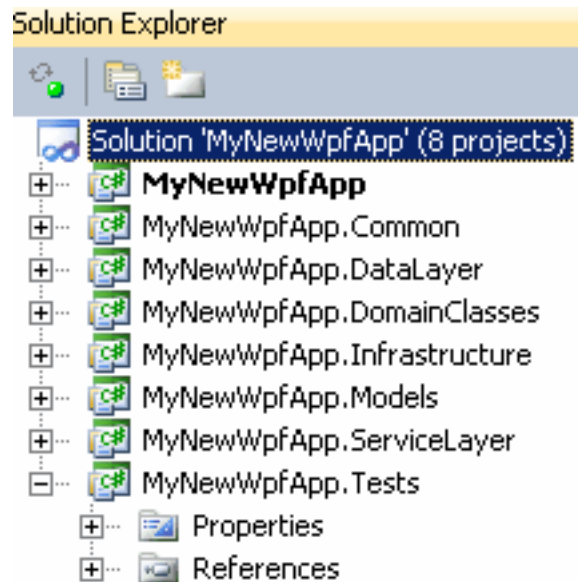 Solution Explorer
Solution 'MyNewWpfApp' (8 projects)
MyNewWpfApp
MyNewWpfApp.Common
MyNewWpfApp.DataLayer
MyNewWpfApp.DomainClasses
MyNewWpfApp.Infrastructure
MyNewWpfApp.Models
MyNewWpfApp.ServiceLayer
MyNewWpfApp.Tests
Properties
References